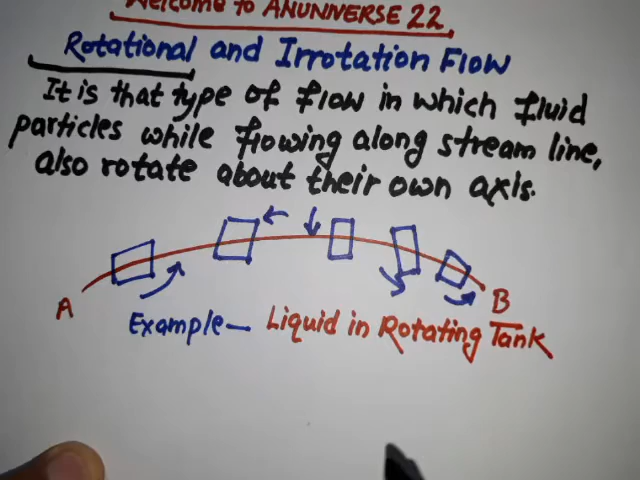 Welcome to ANUNIVERSE 22
Rotational and Irrotation Flow
It is that type of flow in which fluid
particles while flowing along stream line,
also rotate about their own axis.
A
B
Example- Liquid in Rotating Tank